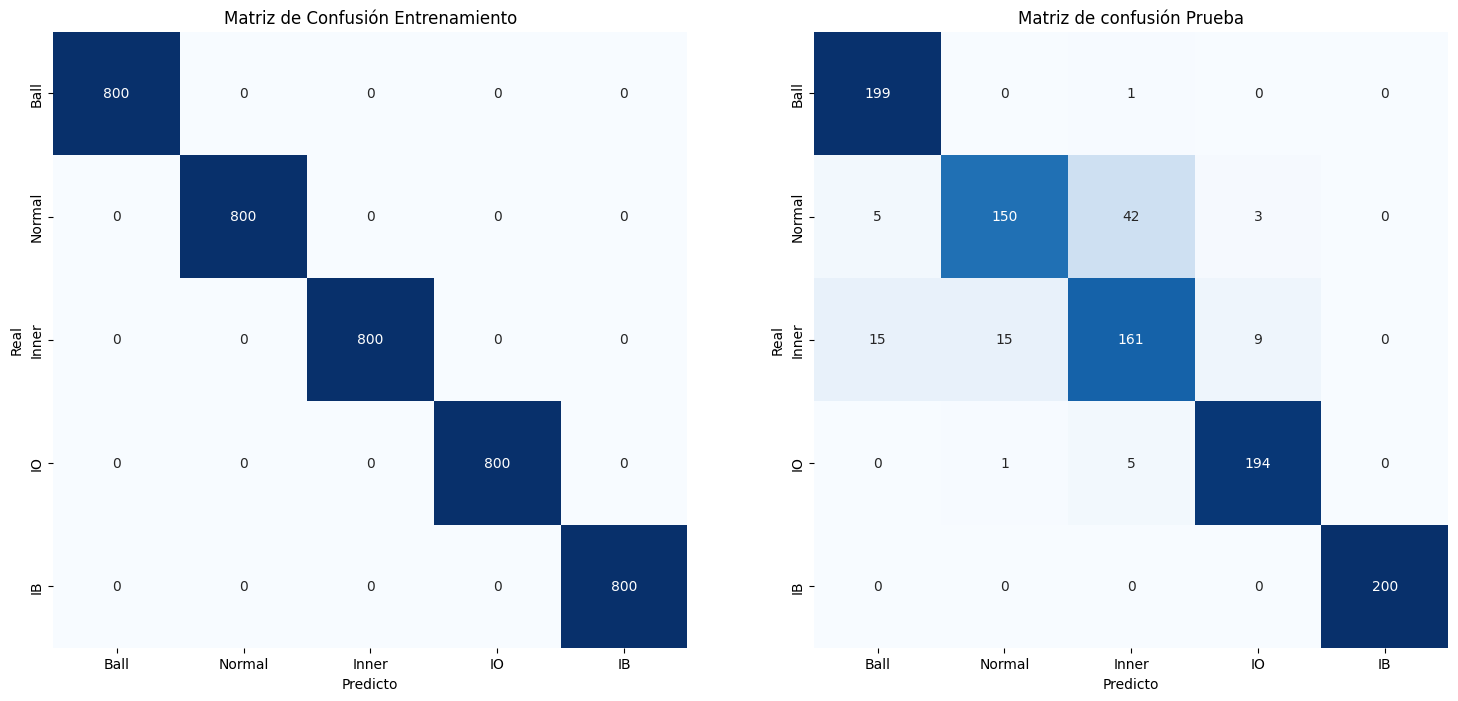 Matriz de Confusión Entrenamiento
Ball 800 0 0 0 0
Normal 0 800 0 0 0
Inner 0 0 800 0 0
IO 0 0 0 800 0
IB 0 0 0 0 800
Real
Ball Normal Inner IO IB
Predicto
Matriz de confusión Prueba
Ball 199 0 1 0 0
Normal 5 150 42 3 0
Inner 15 15 161 9 0
IO 0 1 5 194 0
IB 0 0 0 0 200
Real
Ball Normal Inner IO IB
Predicto